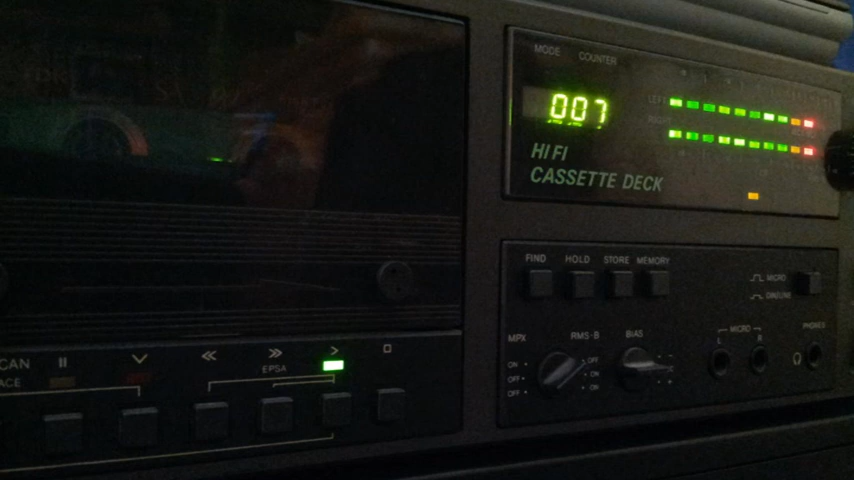 MODE COUNTER
007
LEFT
RIGHT
HI FI
CASSETTE DECK
FIND HOLD STORE MEMORY
MICRO
DIN/LINE
MPX RMS-B BIAS
MICRO
L R
PHONES
ON OFF
OFF ON
OFF ON
CAN
ACE
EPSA